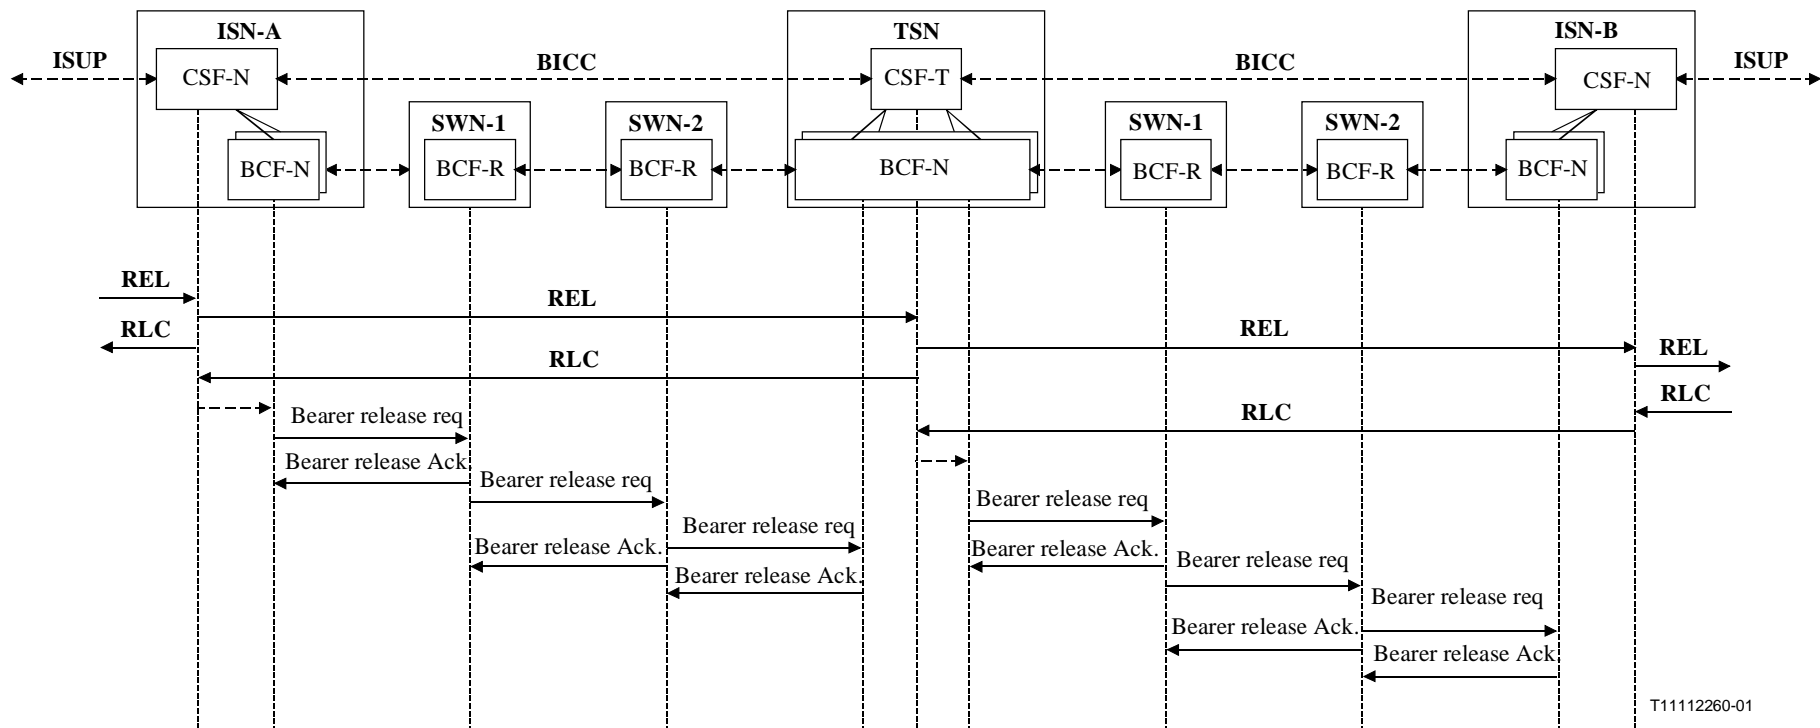 ISN-A
TSN
ISN-B
ISUP
CSF-N
BICC
CSF-T
BICC
CSF-N
ISUP
SWN-1
SWN-2
SWN-1
SWN-2
BCF-N
BCF-R
BCF-R
BCF-N
BCF-R
BCF-R
BCF-N
REL
REL
RLC
REL
RLC
REL
RLC
RLC
Bearer release req
Bearer release Ack.
Bearer release req
Bearer release req
Bearer release req
Bearer release Ack.
Bearer release Ack.
Bearer release req
Bearer release Ack.
Bearer release req
Bearer release Ack.
Bearer release Ack.
T11112260-01